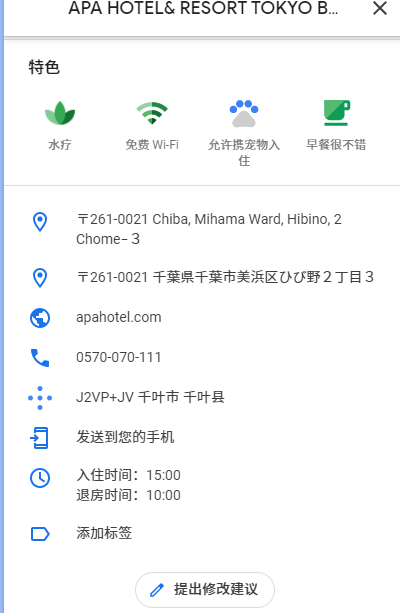 APA HOTEL& RESORT TOKYO B...
特色
水疗
免费 Wi-Fi
允许携宠物入
住
早餐很不错
〒261-0021 Chiba, Mihama Ward, Hibino, 2
Chome−３
〒261-0021 千葉県千葉市美浜区ひび野２丁目３
apahotel.com
0570-070-111
J2VP+JV 千叶市 千叶县
发送到您的手机
入住时间：15:00
退房时间：10:00
添加标签
提出修改建议